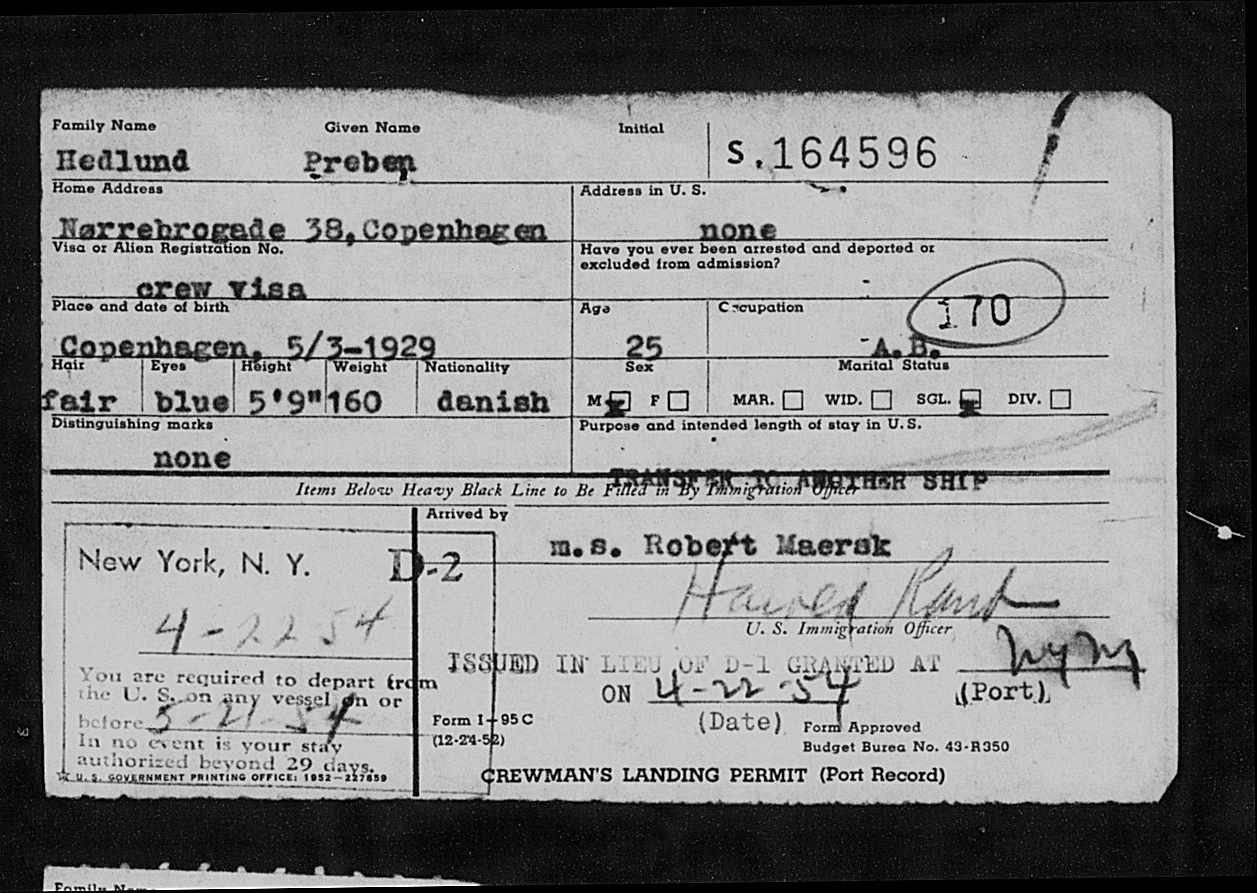 Family Name Given Name Initial
Hedlund Preben S.164596
Home Address Address in U. S.
Nørrebrogade 38,Copenhagen none
Visa or Alien Registration No. Have you ever been arrested and deported or
excluded from admission?
crew visa -
Place and date of birth Age Occupation 170
Copenhagen, 5/3-1929 25 A.B.
Hair Eyes Height Weight Nationality Sex Marital Status
fair blue 5'9" 160 danish M x F MAR. WID. SGL. x DIV.
Distinguishing marks Purpose and intended length of stay in U. S.
none
TRANSFER TO ANOTHER SHIP
Items Below Heavy Black Line to Be Filled in By Immigration Officer
Arrived by
m.s. Robert Maersk
New York, N. Y. D-2
Harold
U. S. Immigration Officer
4-22 54
ISSUED IN LIEU OF D-1 GRANTED AT NY NY
(Port)
ON 4-22-54
(Date)
You are required to depart from
the U. S. on any vessel on or
before 5-21-54
In no event is your stay
authorized beyond 29 days.
☆ U. S. GOVERNMENT PRINTING OFFICE: 1952—227859
Form I-95 C
(12-24-52)
Form Approved
Budget Burea No. 43-R350
CREWMAN'S LANDING PERMIT (Port Record)
Family Name